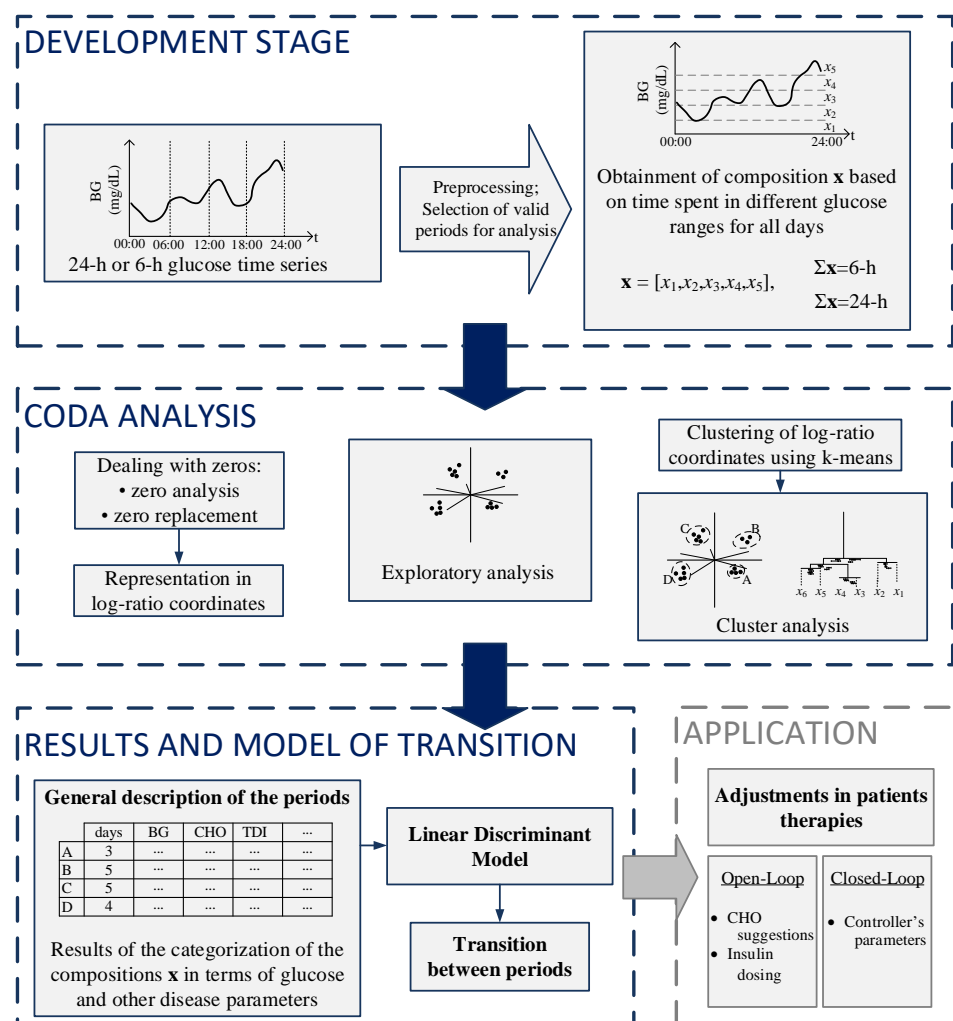 DEVELOPMENT STAGE
BG
(mg/dL)
00:00 06:00 12:00 18:00 24:00
t
24-h or 6-h glucose time series
Preprocessing;
Selection of valid
periods for analysis
BG
(mg/dL)
x5
x4
x3
x2
x1
t
00:00 24:00
Obtainment of composition x based
on time spent in different glucose
ranges for all days
x = [x1,x2,x3,x4,x5],
Σx=6-h
Σx=24-h
CODA ANALYSIS
Dealing with zeros:
• zero analysis
• zero replacement
Representation in
log-ratio coordinates
Exploratory analysis
Clustering of log-ratio
coordinates using k-means
C B
D A
x6 x5 x4 x3 x2 x1
Cluster analysis
RESULTS AND MODEL OF TRANSITION
General description of the periods
days BG CHO TDI ...
A 3 ... ... ... ...
B 5 ... ... ... ...
C 5 ... ... ... ...
D 4 ... ... ... ...
Results of the categorization of the
compositions x in terms of glucose
and other disease parameters
Linear Discriminant
Model
Transition
between periods
APPLICATION
Adjustments in patients
therapies
Open-Loop
• CHO
suggestions
• Insulin
dosing
Closed-Loop
• Controller's
parameters